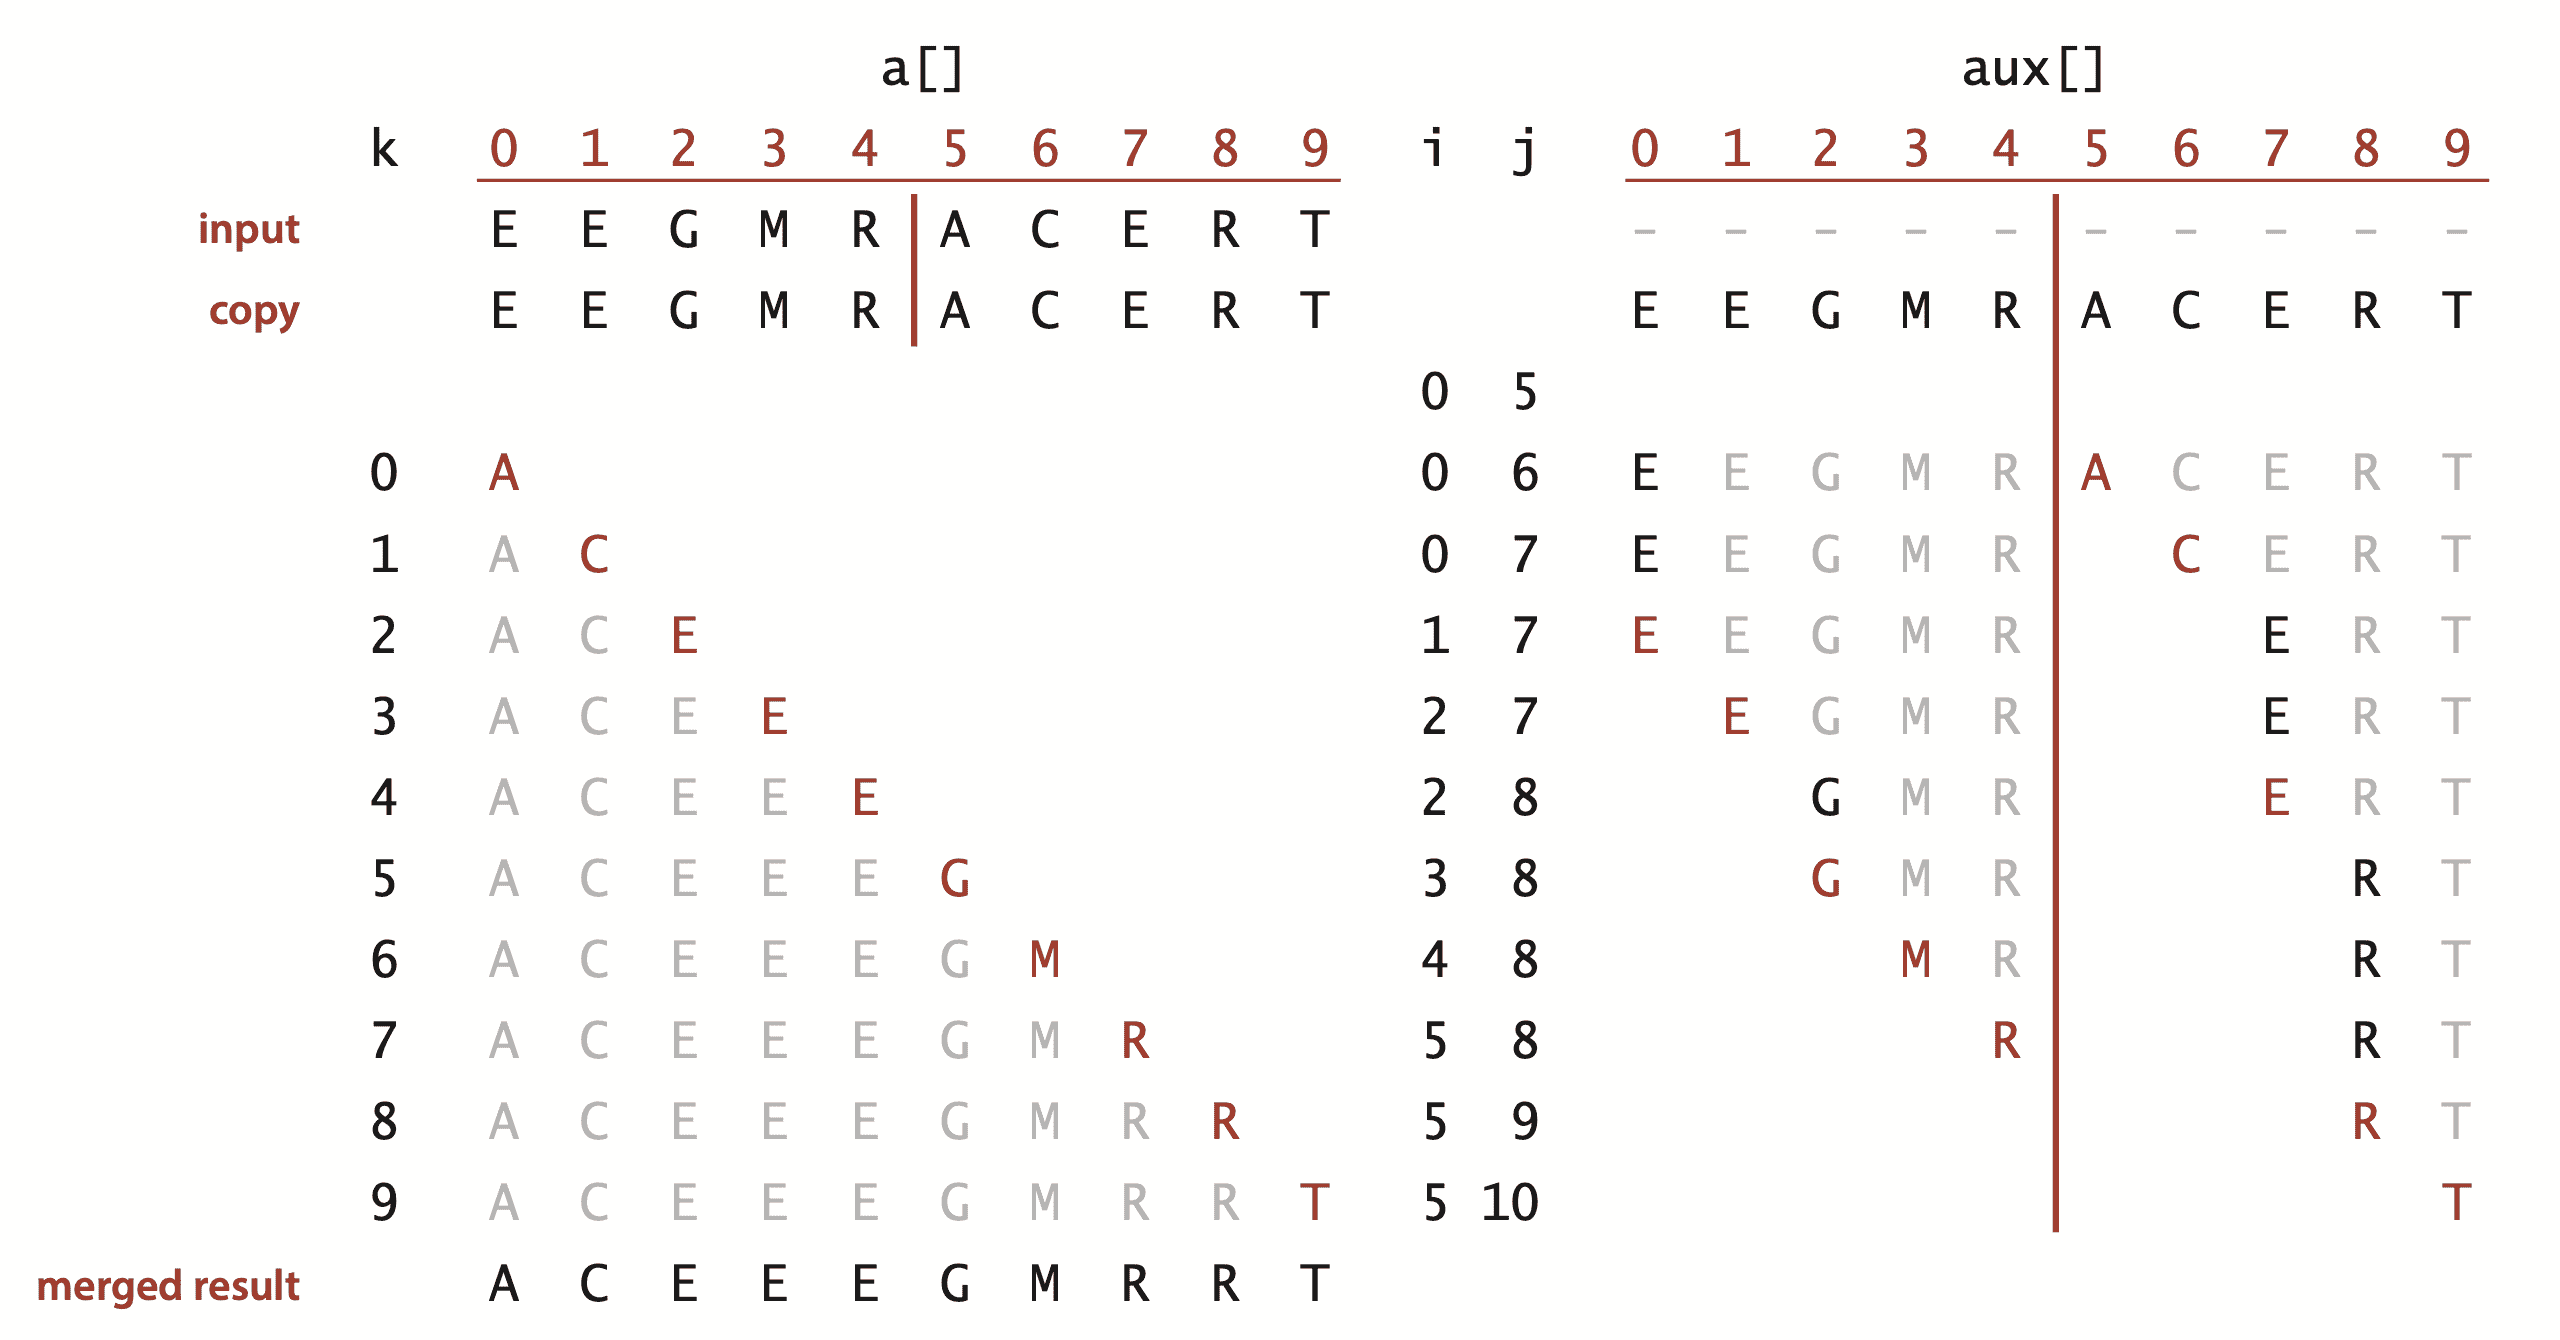 a[] aux[]
k 0 1 2 3 4 5 6 7 8 9 i j 0 1 2 3 4 5 6 7 8 9
input E E G M R A C E R T - - - - - - - - - -
copy E E G M R A C E R T E E G M R A C E R T
0 5
0 A 0 6 E E G M R A C E R T
1 A C 0 7 E E G M R C E R T
2 A C E 1 7 E E G M R E R T
3 A C E E 2 7 E G M R E R T
4 A C E E E 2 8 G M R E R T
5 A C E E E G 3 8 G M R R T
6 A C E E E G M 4 8 M R R T
7 A C E E E G M R 5 8 R R T
8 A C E E E G M R R 5 9 R T
9 A C E E E G M R R T 5 10 T
merged result A C E E E G M R R T